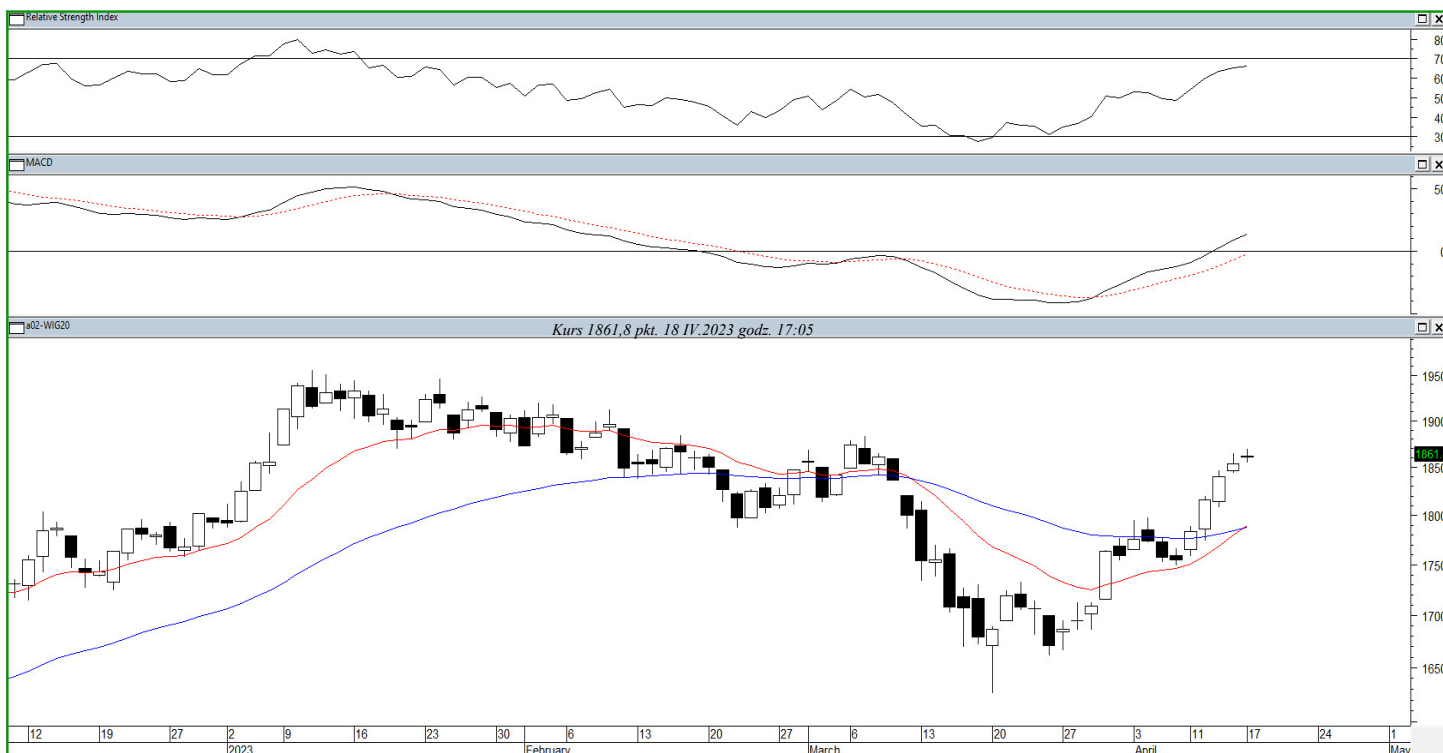 Relative Strength Index
80
70
60
50
40
30
MACD
50
0
a02-WIG20
Kurs 1861,8 pkt. 18 IV.2023 godz. 17:05
1950
1900
1861.
1850
1800
1750
1700
1650
12 19 27 2 9 16 23 30 6 13 20 27 6 13 20 27 3 11 17 24 1
2023 February March April May